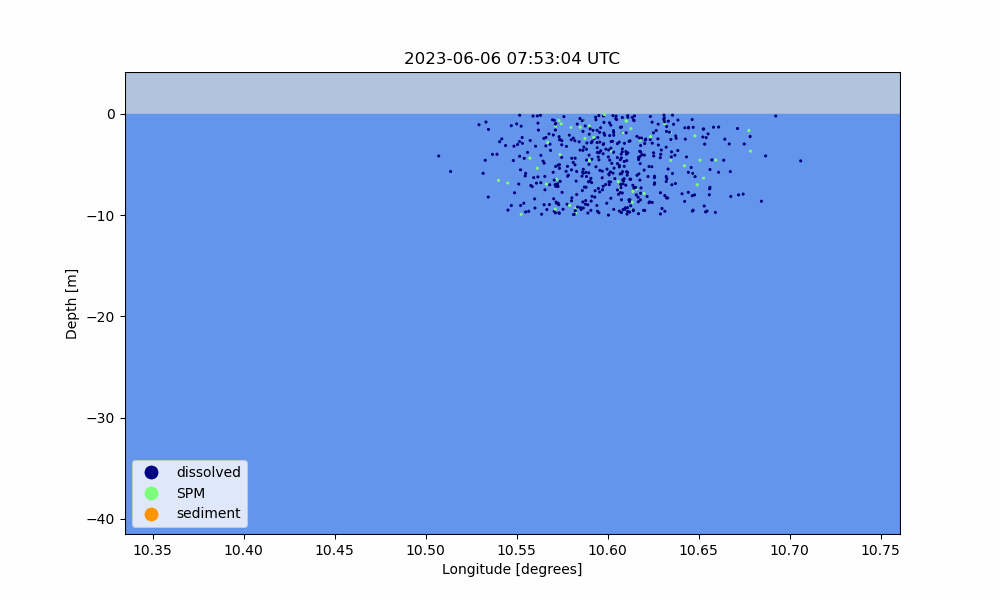 2023-06-06 07:53:04 UTC
0
−10
−20
−30
−40
Depth [m]
dissolved
SPM
sediment
10.35 10.40 10.45 10.50 10.55 10.60 10.65 10.70 10.75
Longitude [degrees]